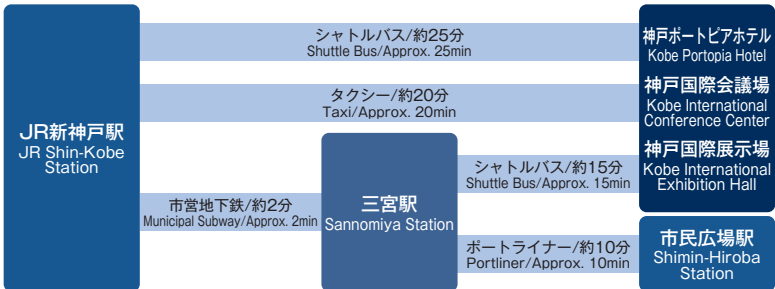 JR新神戸駅
JR Shin-Kobe
Station
シャトルバス/約25分
Shuttle Bus/Approx. 25min
タクシー/約20分
Taxi/Approx. 20min
市営地下鉄/約2分
Municipal Subway/Approx. 2min
三宮駅
Sannomiya Station
シャトルバス/約15分
Shuttle Bus/Approx. 15min
ポートライナー/約10分
Portliner/Approx. 10min
神戸ポートピアホテル
Kobe Portopia Hotel
神戸国際会議場
Kobe International
Conference Center
神戸国際展示場
Kobe International
Exhibition Hall
市民広場駅
Shimin-Hiroba
Station